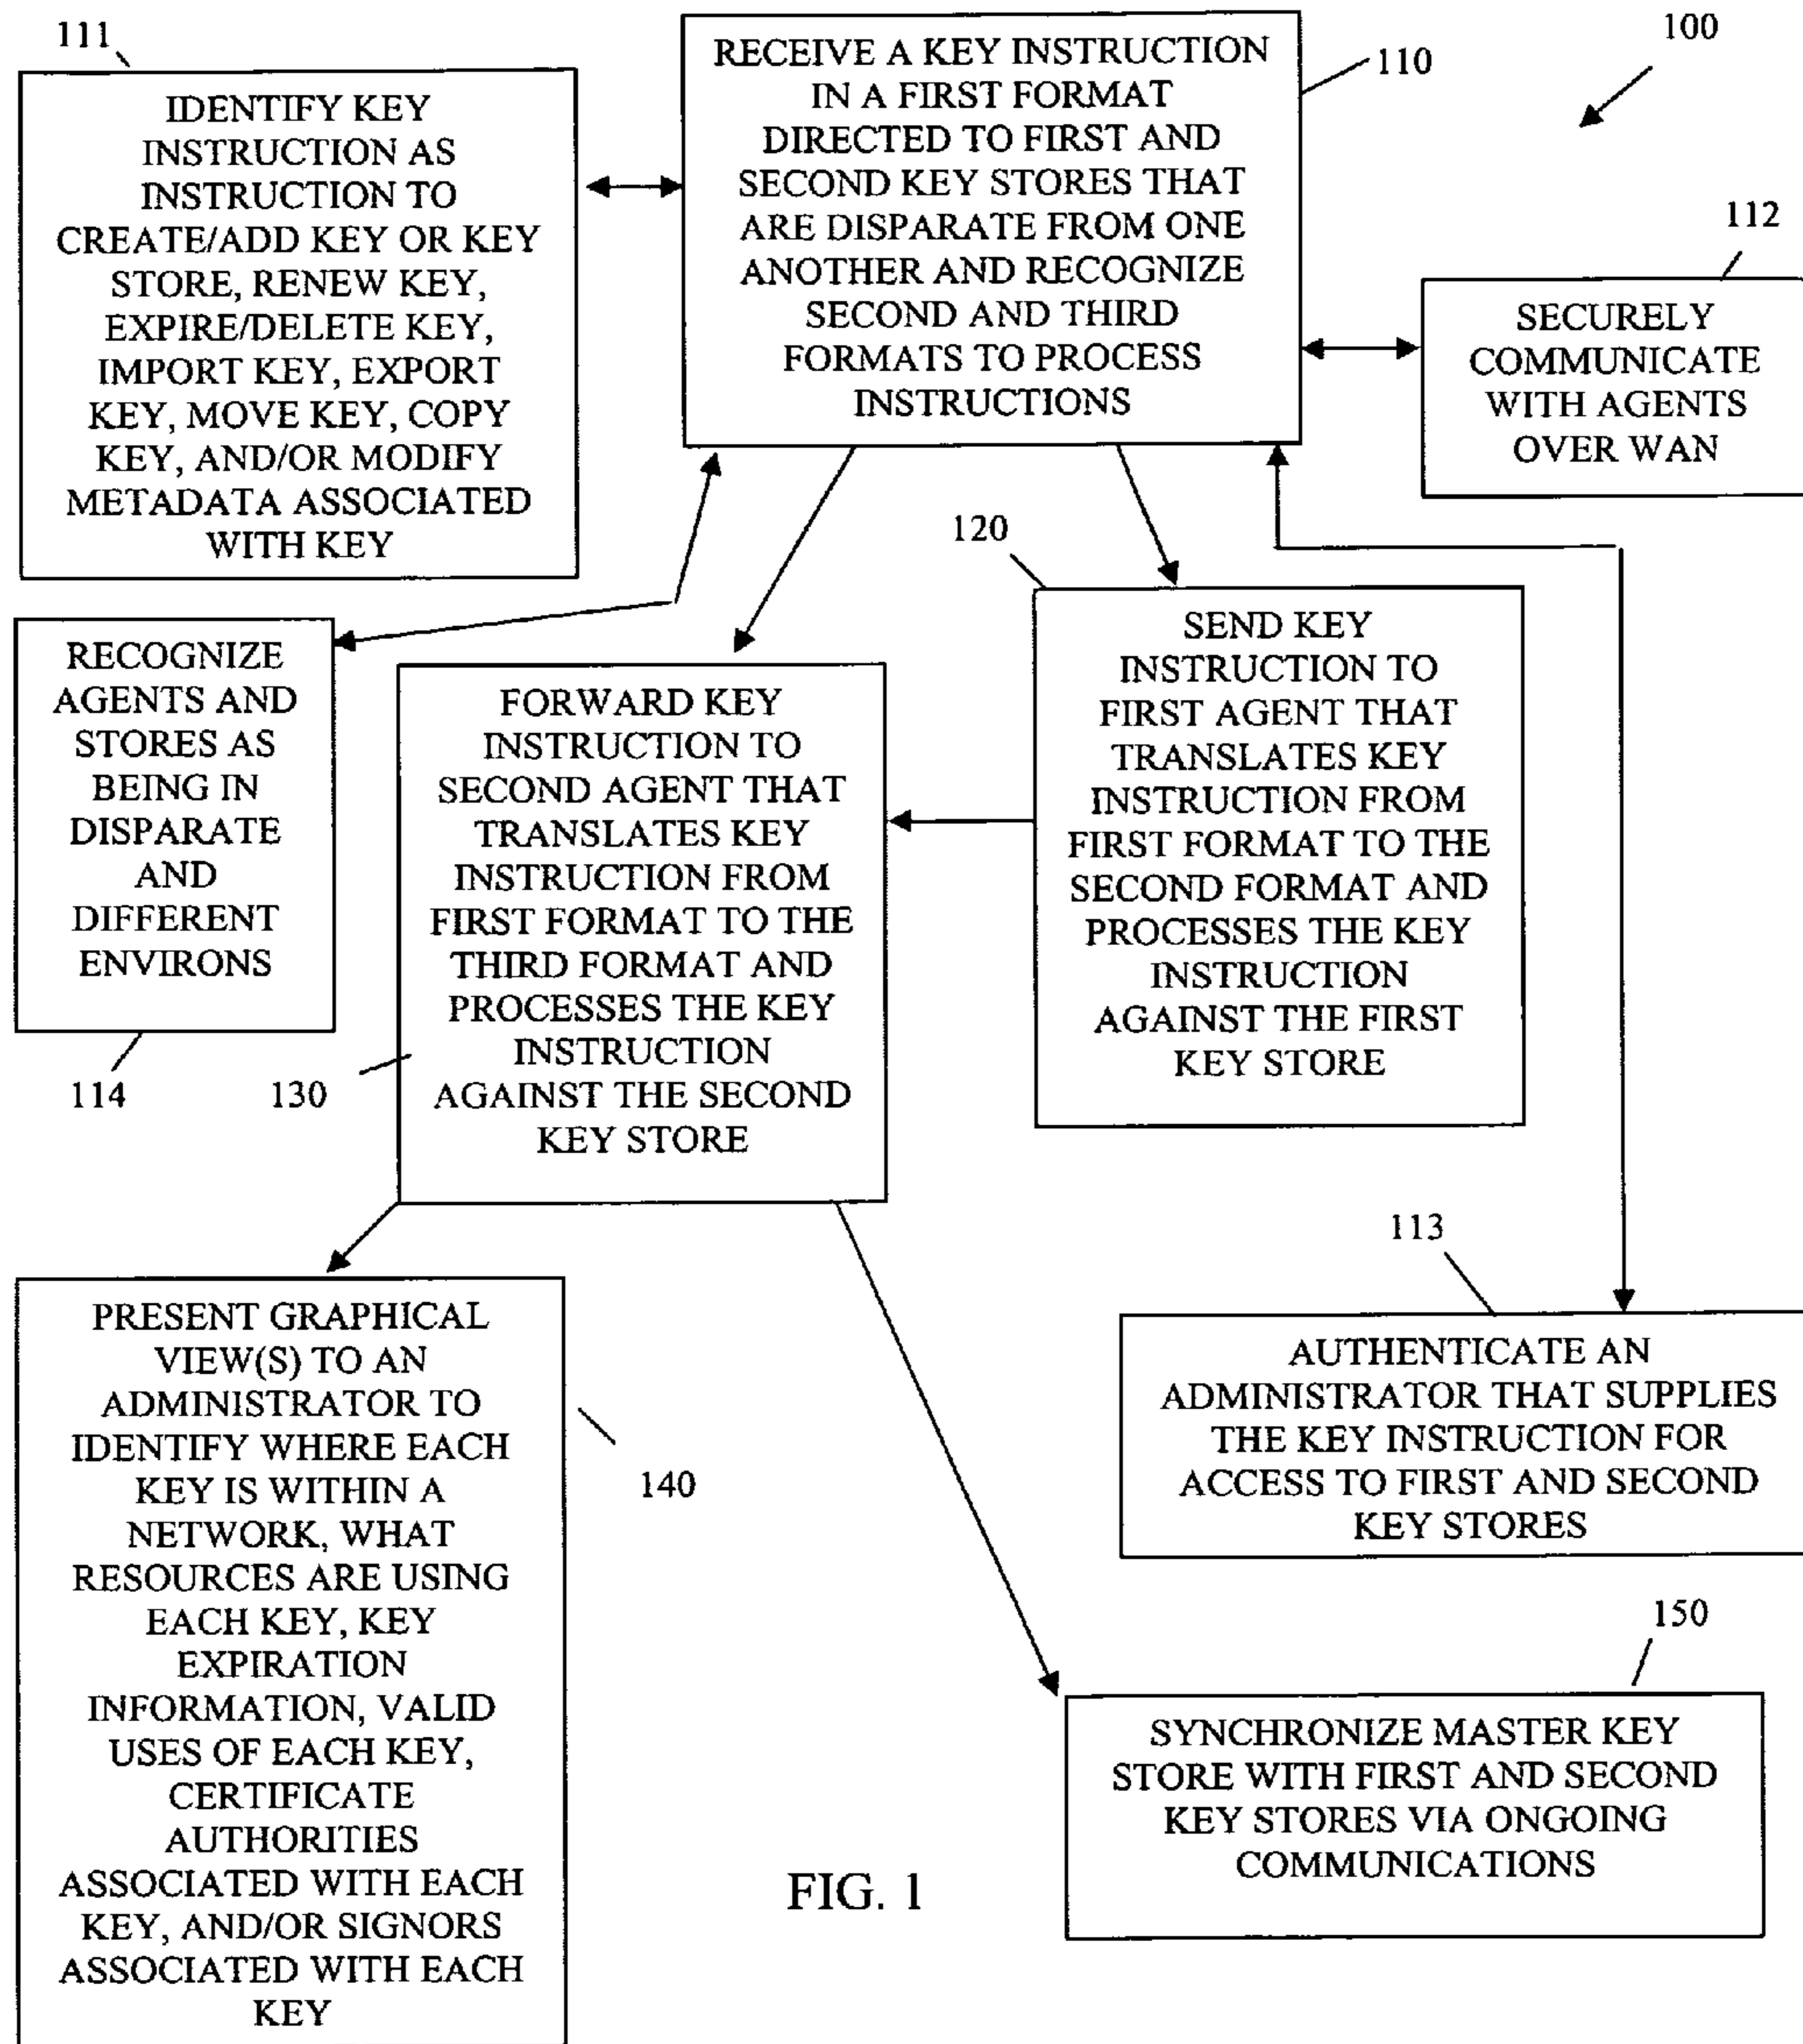 100
111
IDENTIFY KEY
INSTRUCTION AS
INSTRUCTION TO
CREATE/ADD KEY OR KEY
STORE, RENEW KEY,
EXPIRE/DELETE KEY,
IMPORT KEY, EXPORT
KEY, MOVE KEY, COPY
KEY, AND/OR MODIFY
METADATA ASSOCIATED
WITH KEY
RECEIVE A KEY INSTRUCTION
IN A FIRST FORMAT
DIRECTED TO FIRST AND
SECOND KEY STORES THAT
ARE DISPARATE FROM ONE
ANOTHER AND RECOGNIZE
SECOND AND THIRD
FORMATS TO PROCESS
INSTRUCTIONS
110
112
SECURELY
COMMUNICATE
WITH AGENTS
OVER WAN
RECOGNIZE
AGENTS AND
STORES AS
BEING IN
DISPARATE
AND
DIFFERENT
ENVIRONS
114
FORWARD KEY
INSTRUCTION TO
SECOND AGENT THAT
TRANSLATES KEY
INSTRUCTION FROM
FIRST FORMAT TO THE
THIRD FORMAT AND
PROCESSES THE KEY
INSTRUCTION
AGAINST THE SECOND
KEY STORE
130
120
SEND KEY
INSTRUCTION TO
FIRST AGENT THAT
TRANSLATES KEY
INSTRUCTION FROM
FIRST FORMAT TO THE
SECOND FORMAT AND
PROCESSES THE KEY
INSTRUCTION
AGAINST THE FIRST
KEY STORE
113
AUTHENTICATE AN
ADMINISTRATOR THAT SUPPLIES
THE KEY INSTRUCTION FOR
ACCESS TO FIRST AND SECOND
KEY STORES
PRESENT GRAPHICAL
VIEW(S) TO AN
ADMINISTRATOR TO
IDENTIFY WHERE EACH
KEY IS WITHIN A
NETWORK, WHAT
RESOURCES ARE USING
EACH KEY, KEY
EXPIRATION
INFORMATION, VALID
USES OF EACH KEY,
CERTIFICATE
AUTHORITIES
ASSOCIATED WITH EACH
KEY, AND/OR SIGNORS
ASSOCIATED WITH EACH
KEY
140
150
SYNCHRONIZE MASTER KEY
STORE WITH FIRST AND SECOND
KEY STORES VIA ONGOING
COMMUNICATIONS
FIG. 1